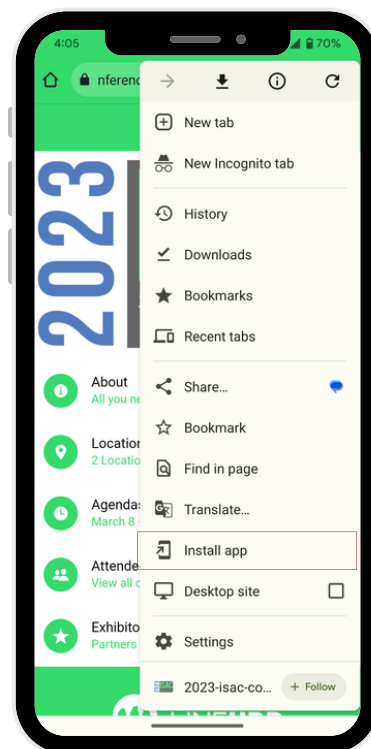 4:05
70%
nferenc
New tab
New Incognito tab
History
Downloads
Bookmarks
Recent tabs
Share...
Bookmark
Find in page
Translate...
Install app
Desktop site
Settings
2023-isac-co... + Follow
2023
About
All you ne
Location
2 Locatio
Agendas
March 8
Attende
View all c
Exhibito
Partners